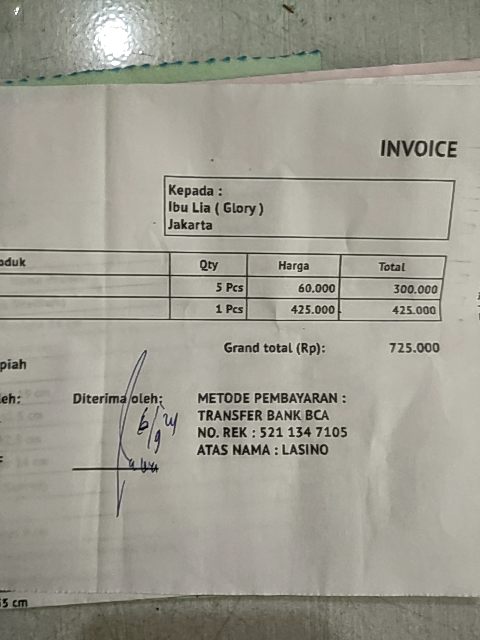 INVOICE
Kepada :
Ibu Lia ( Glory )
Jakarta
oduk Qty Harga Total
5 Pcs 60.000 300.000
1 Pcs 425.000 425.000
Grand total (Rp): 725.000
piah
leh: Diterima oleh: METODE PEMBAYARAN :
TRANSFER BANK BCA
6/9 24
NO. REK : 521 134 7105
ATAS NAMA : LASINO
cm